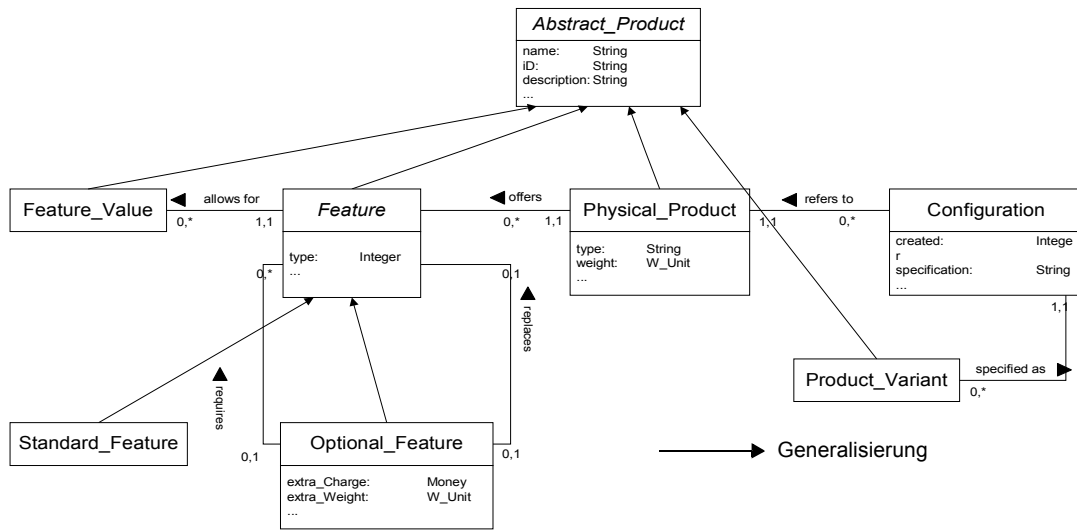 Abstract_Product
name: String
iD: String
description: String
...
Feature_Value
allows for
0,*
1,1
Feature
type: Integer
...
offers
0,*
1,1
Physical_Product
type: String
weight: W_Unit
...
refers to
1,1
0,*
Configuration
created: Intege
r
specification: String
...
0,*
0,1
replaces
requires
1,1
Product_Variant
specified as
0,*
Standard_Feature
0,1
Optional_Feature
extra_Charge: Money
extra_Weight: W_Unit
...
0,1
Generalisierung